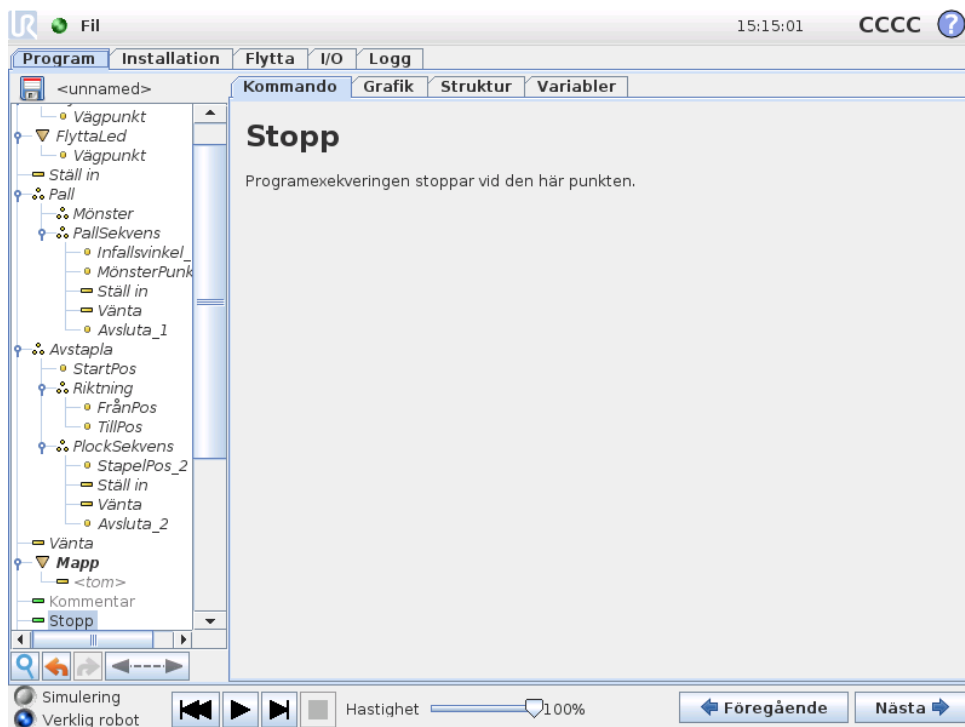 UR Fil 15:15:01 CCCC ?
Program Installation Flytta I/O Logg
<unnamed>
Kommando Grafik Struktur Variabler
Vägpunkt
FlyttaLed
Vägpunkt
Ställ in
Pall
Mönster
PallSekvens
Infallsvinkel_
MönsterPunk
Ställ in
Vänta
Avsluta_1
Avstapla
StartPos
Riktning
FrånPos
TillPos
PlockSekvens
StapelPos_2
Ställ in
Vänta
Avsluta_2
Vänta
Mapp
<tom>
Kommentar
Stopp
Stopp
Programexekveringen stoppar vid den här punkten.
Simulering
Verklig robot
Hastighet 100%
Föregående Nästa